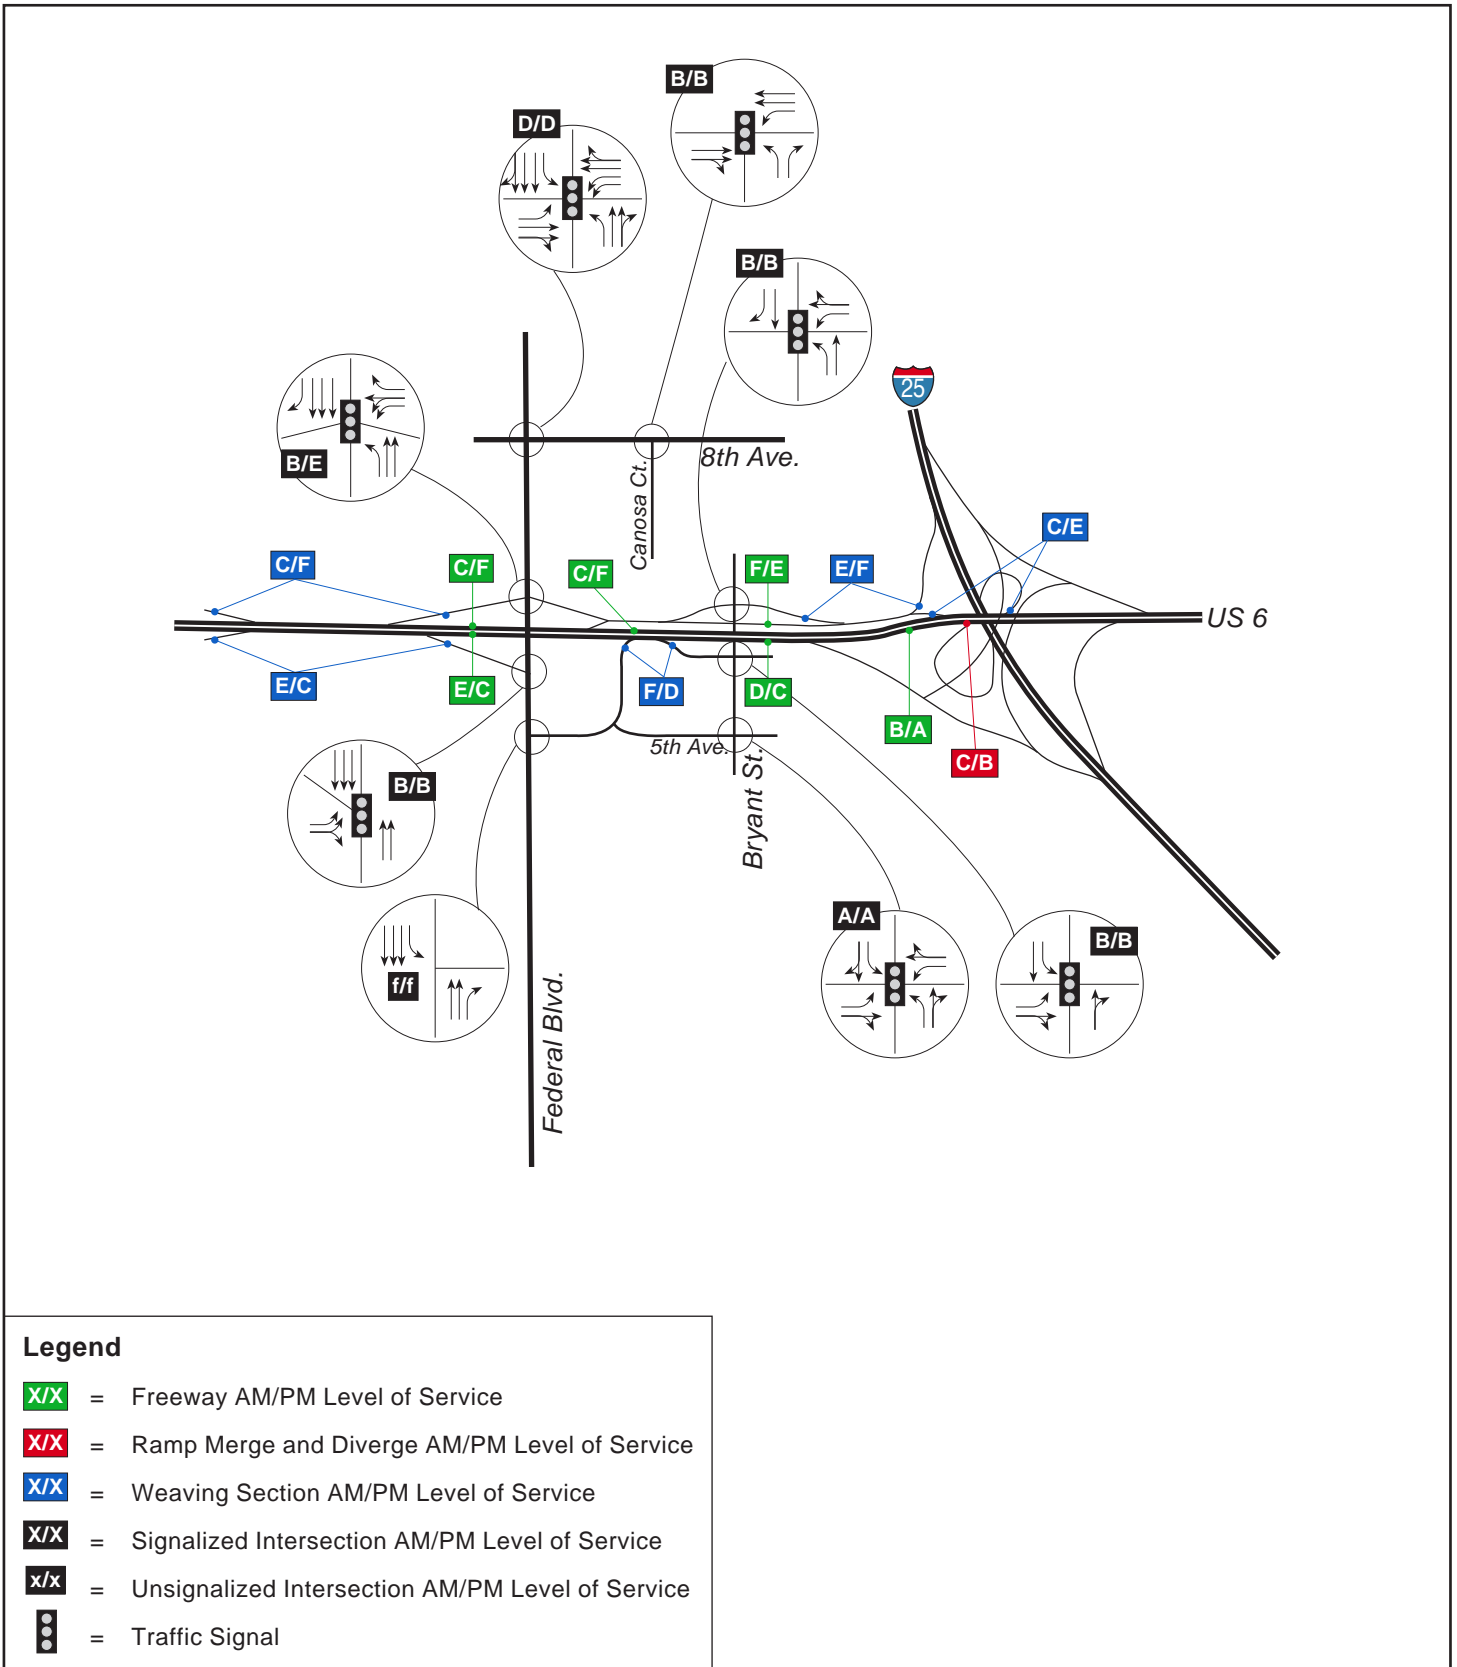 B/B
D/D
B/B
25
B/E
8th Ave.
Canosa Ct.
C/E
C/F
C/F
C/F
F/E
E/F
US 6
E/C
E/C
F/D
D/C
B/A
5th Ave.
C/B
B/B
Bryant St.
A/A
B/B
f/f
Federal Blvd.
Legend
X/X = Freeway AM/PM Level of Service
X/X = Ramp Merge and Diverge AM/PM Level of Service
X/X = Weaving Section AM/PM Level of Service
X/X = Signalized Intersection AM/PM Level of Service
x/x = Unsignalized Intersection AM/PM Level of Service
= Traffic Signal